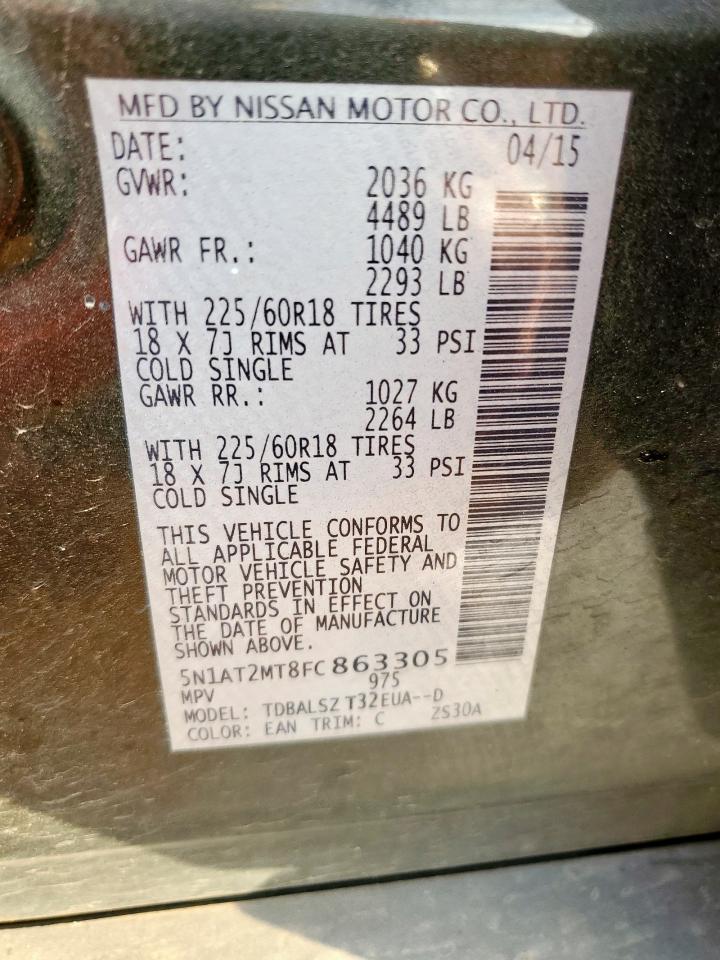 MFD BY NISSAN MOTOR CO., LTD.
DATE: 04/15
GVWR: 2036 KG
4489 LB
GAWR FR.: 1040 KG
2293 LB
WITH 225/60R18 TIRES
18 X 7J RIMS AT 33 PSI
COLD SINGLE
GAWR RR.: 1027 KG
2264 LB
WITH 225/60R18 TIRES
18 X 7J RIMS AT 33 PSI
COLD SINGLE
THIS VEHICLE CONFORMS TO
ALL APPLICABLE FEDERAL
MOTOR VEHICLE SAFETY AND
THEFT PREVENTION
STANDARDS IN EFFECT ON
THE DATE OF MANUFACTURE
SHOWN ABOVE.
5N1AT2MT8FC863305
MPV 975
MODEL: TDBALSZ T32EUA--D
COLOR: EAN TRIM: C ZS30A